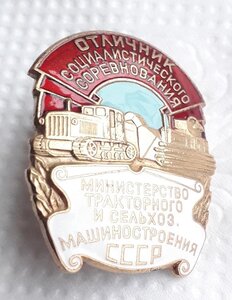 ОТЛИЧНИК
СОЦИАЛИСТИЧЕСКОГО
СОРЕВНОВАНИЯ
МИНИСТЕРСТВО
ТРАКТОРНОГО
И СЕЛЬХОЗ.
МАШИНОСТРОЕНИЯ
СССР